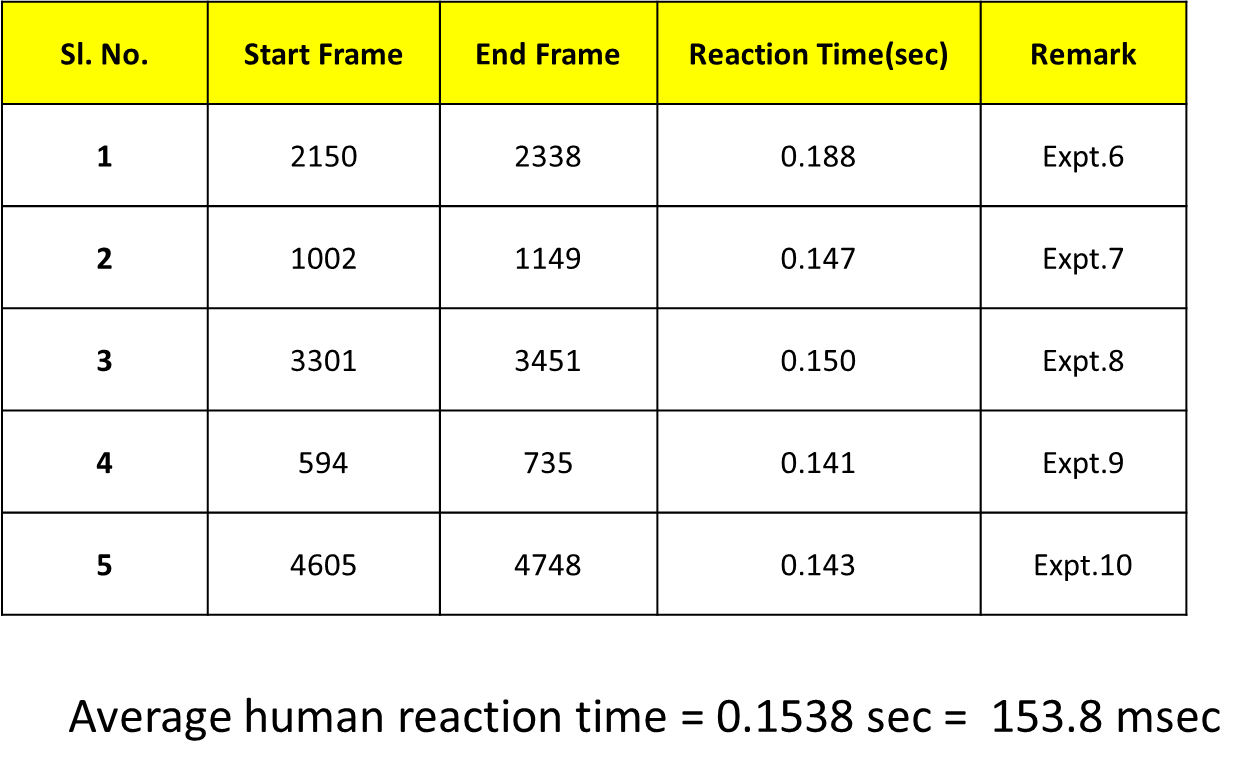 Sl. No. Start Frame End Frame Reaction Time(sec) Remark
1 2150 2338 0.188 Expt.6
2 1002 1149 0.147 Expt.7
3 3301 3451 0.150 Expt.8
4 594 735 0.141 Expt.9
5 4605 4748 0.143 Expt.10
Average human reaction time = 0.1538 sec = 153.8 msec